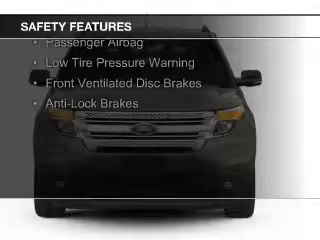 SAFETY FEATURES
• Passenger Airbag
• Low Tire Pressure Warning
• Front Ventilated Disc Brakes
• Anti-Lock Brakes